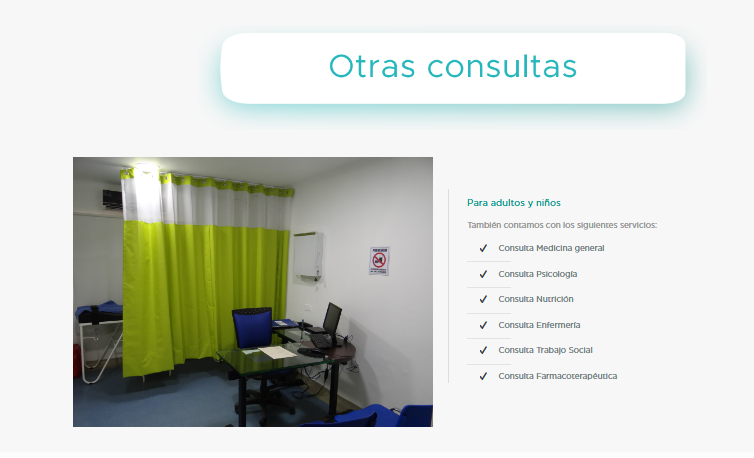 Otras consultas
Para adultos y niños
También contamos con los siguientes servicios:
Consulta Medicina general
Consulta Psicología
Consulta Nutrición
Consulta Enfermería
Consulta Trabajo Social
Consulta Farmacoterapéutica